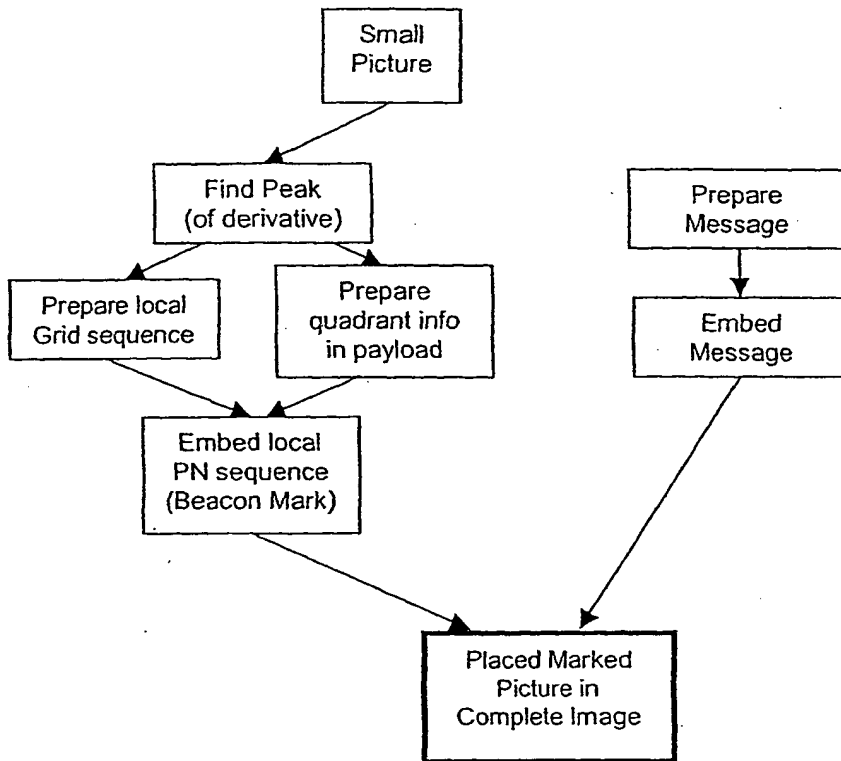 Small
Picture
Find Peak
(of derivative)
Prepare
Message
Prepare local
Grid sequence
Prepare
quadrant info
in payload
Embed
Message
Embed local
PN sequence
(Beacon Mark)
Placed Marked
Picture in
Complete Image